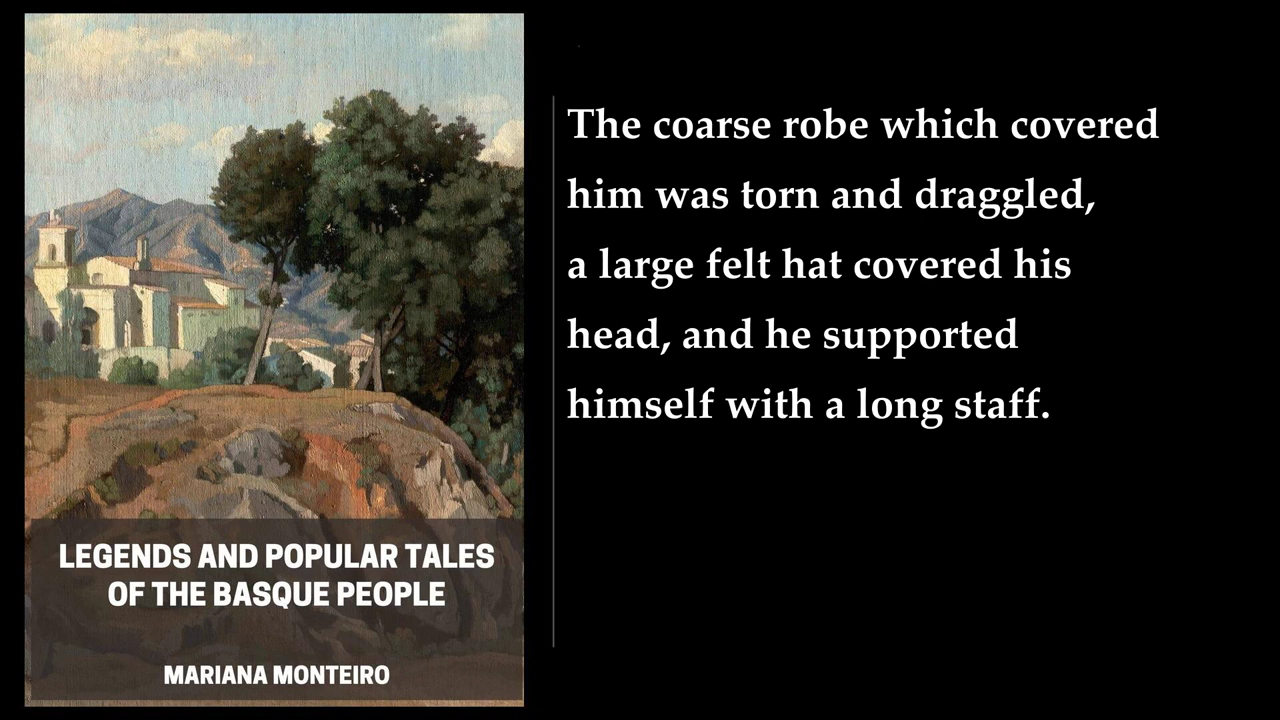 The coarse robe which covered
him was torn and draggled,
a large felt hat covered his
head, and he supported
himself with a long staff.
LEGENDS AND POPULAR TALES
OF THE BASQUE PEOPLE
MARIANA MONTEIRO